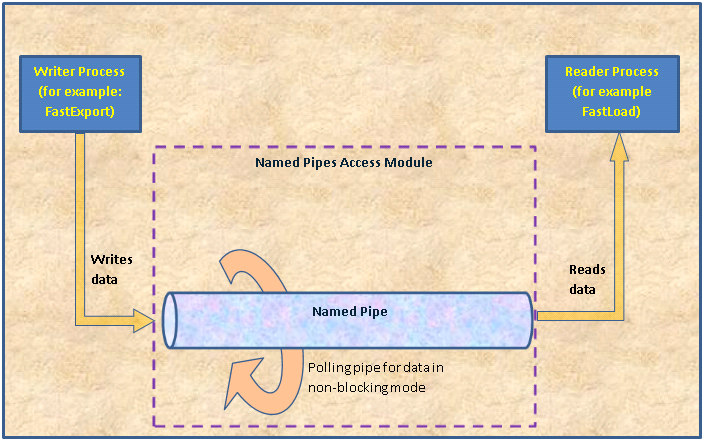 Writer Process
(for example:
FastExport)
Reader Process
(for example
FastLoad)
Named Pipes Access Module
Writes
data
Reads
data
Named Pipe
Polling pipe for data in
non-blocking mode